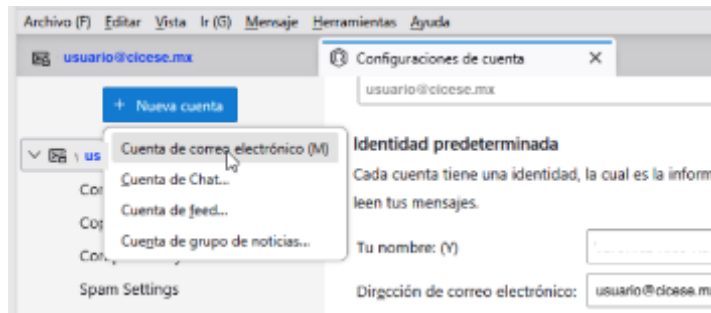 Archivo (F) Editar Vista Ir (G) Mensaje Herramientas Ayuda
usuario@cicese.mx
Configuraciones de cuenta ×
+ Nueva cuenta
usuario@cicese.mx
us
Cuenta de correo electrónico (M)
Cuenta de Chat...
Cuenta de feed...
Cuenta de grupo de noticias...
Spam Settings
Identidad predeterminada
Cada cuenta tiene una identidad, la cual es la inform
leen tus mensajes.
Tu nombre: (Y)
Dirección de correo electrónico: usuario@cicese.m